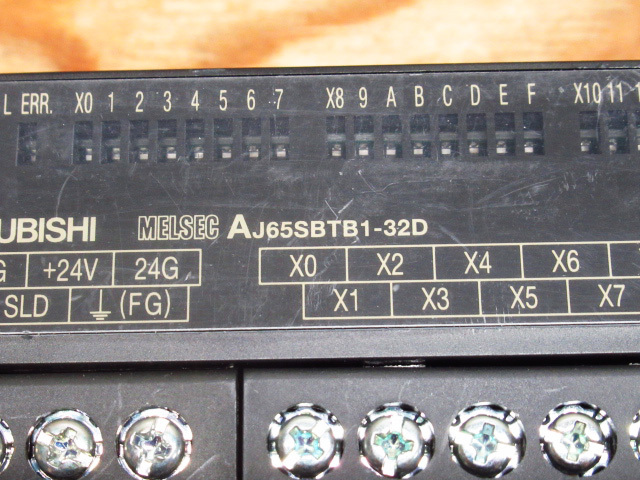 L ERR. X0 1 2 3 4 5 6 7 X8 9 A B C D E F X10 11 1
UBISHI MELSEC AJ65SBTB1-32D
G +24V 24G X0 X2 X4 X6
SLD (FG) X1 X3 X5 X7